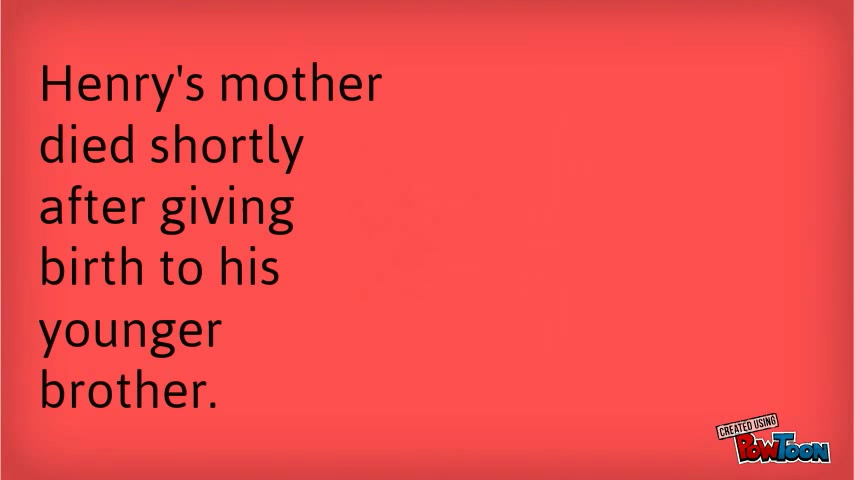 Henry's mother
died shortly
after giving
birth to his
younger
brother.
CREATED USING
POWTOON